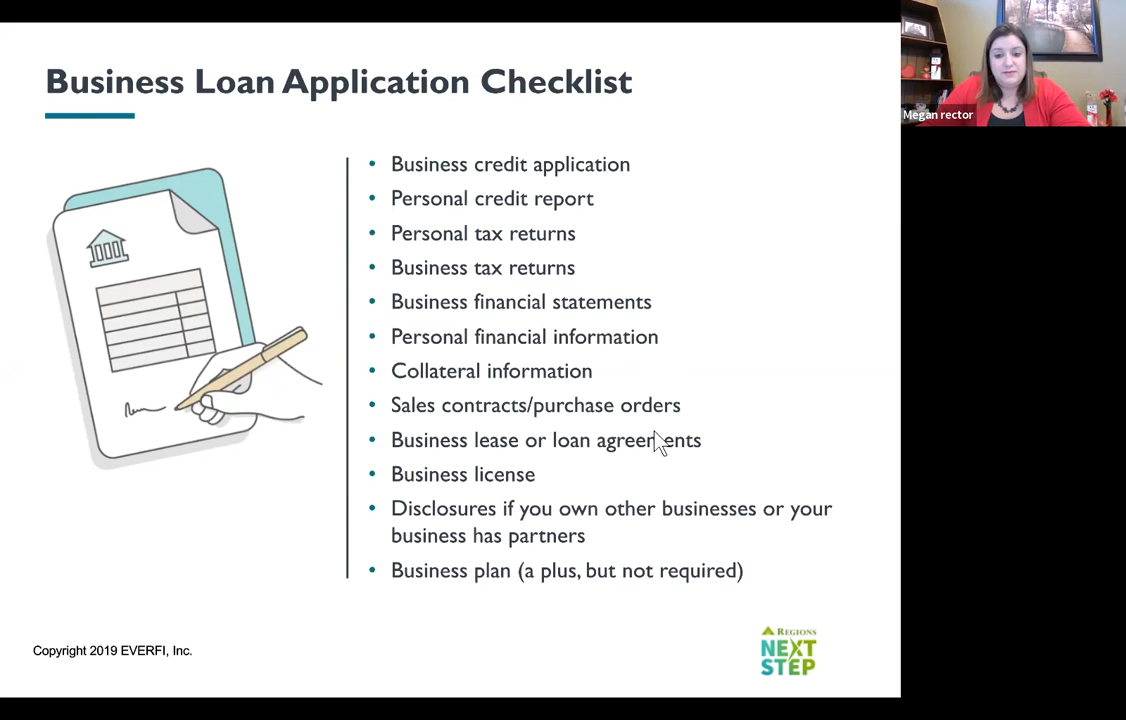 Business Loan Application Checklist
Megan rector
• Business credit application
• Personal credit report
• Personal tax returns
• Business tax returns
• Business financial statements
• Personal financial information
• Collateral information
• Sales contracts/purchase orders
• Business lease or loan agreements
• Business license
• Disclosures if you own other businesses or your
business has partners
• Business plan (a plus, but not required)
Copyright 2019 EVERFI, Inc.
REGIONS
NEXT
STEP